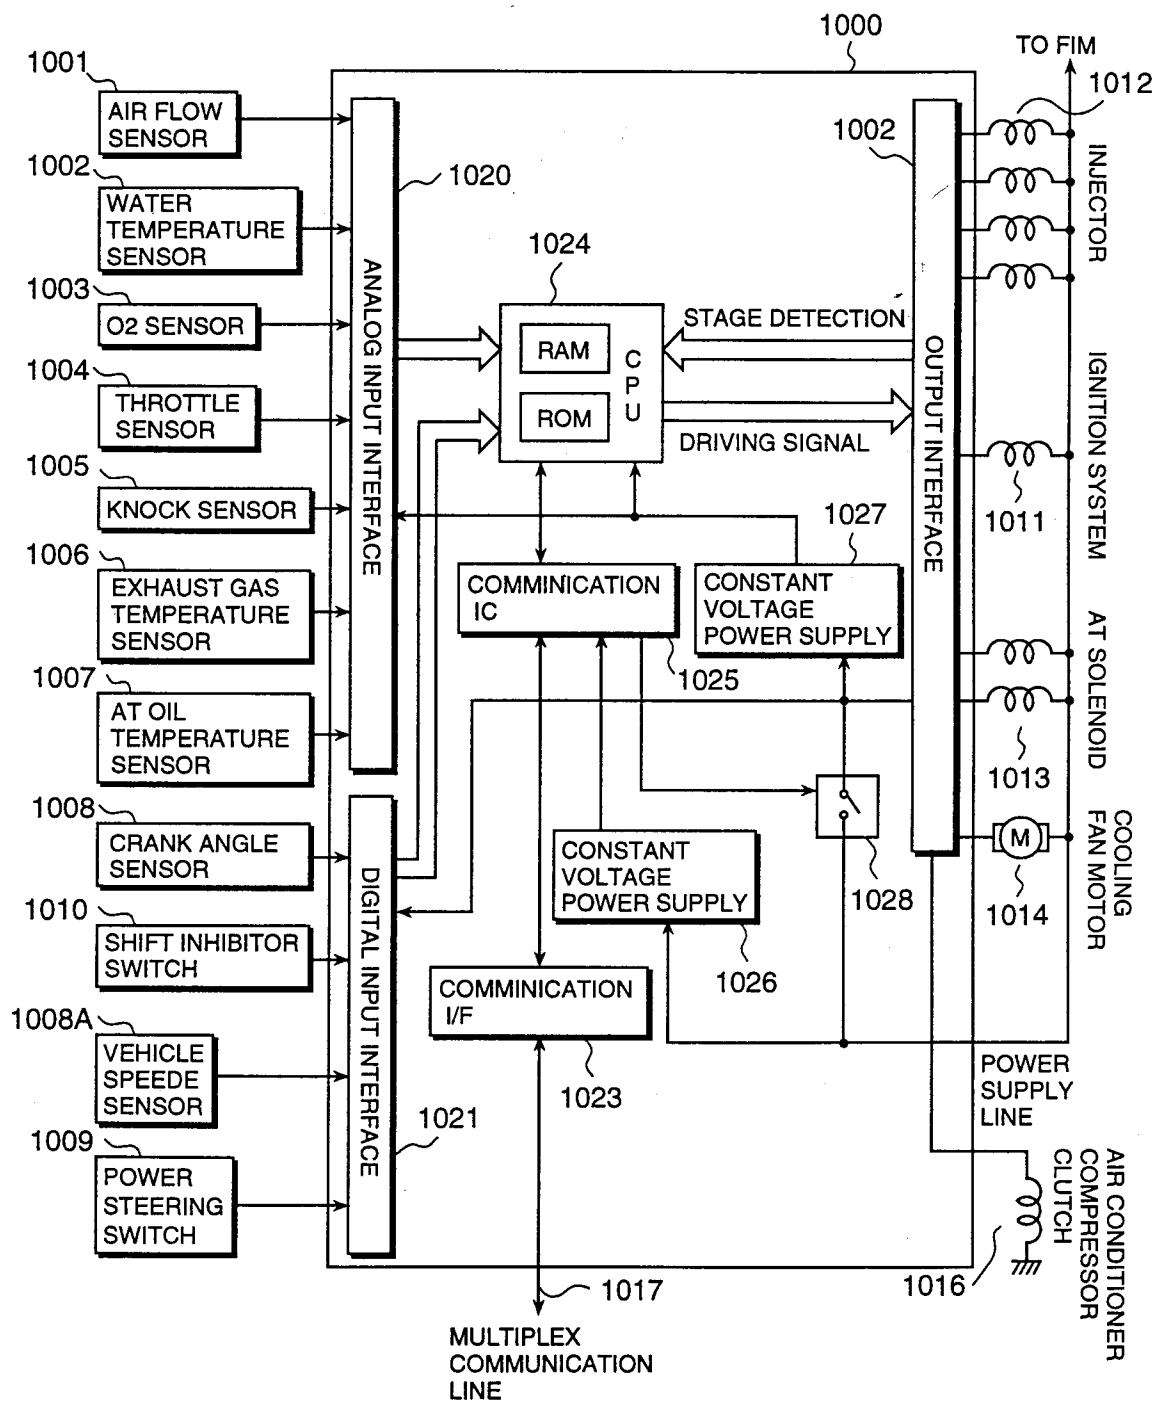 1000
TO FIM
1001
AIR FLOW
SENSOR
1012
1002
1002
WATER
TEMPERATURE
SENSOR
1020
1024
INJECTOR
1003
O2 SENSOR
ANALOG INPUT INTERFACE
RAM
ROM
CPU
STAGE DETECTION
DRIVING SIGNAL
OUTPUT INTERFACE
IGNITION SYSTEM
1004
THROTTLE
SENSOR
1005
KNOCK SENSOR
1011
1027
1006
EXHAUST GAS
TEMPERATURE
SENSOR
COMMINICATION
IC
1025
CONSTANT
VOLTAGE
POWER SUPPLY
AT SOLENOID
1007
AT OIL
TEMPERATURE
SENSOR
1013
1008
CRANK ANGLE
SENSOR
CONSTANT
VOLTAGE
POWER SUPPLY
1028
M
1014
COOLING
FAN MOTOR
1010
SHIFT INHIBITOR
SWITCH
DIGITAL INPUT INTERFACE
COMMINICATION
I/F
1026
1008A
VEHICLE
SPEEDE
SENSOR
1023
POWER
SUPPLY
LINE
1021
1009
POWER
STEERING
SWITCH
AIR CONDITIONER
COMPRESSOR
CLUTCH
1016
1017
MULTIPLEX
COMMUNICATION
LINE